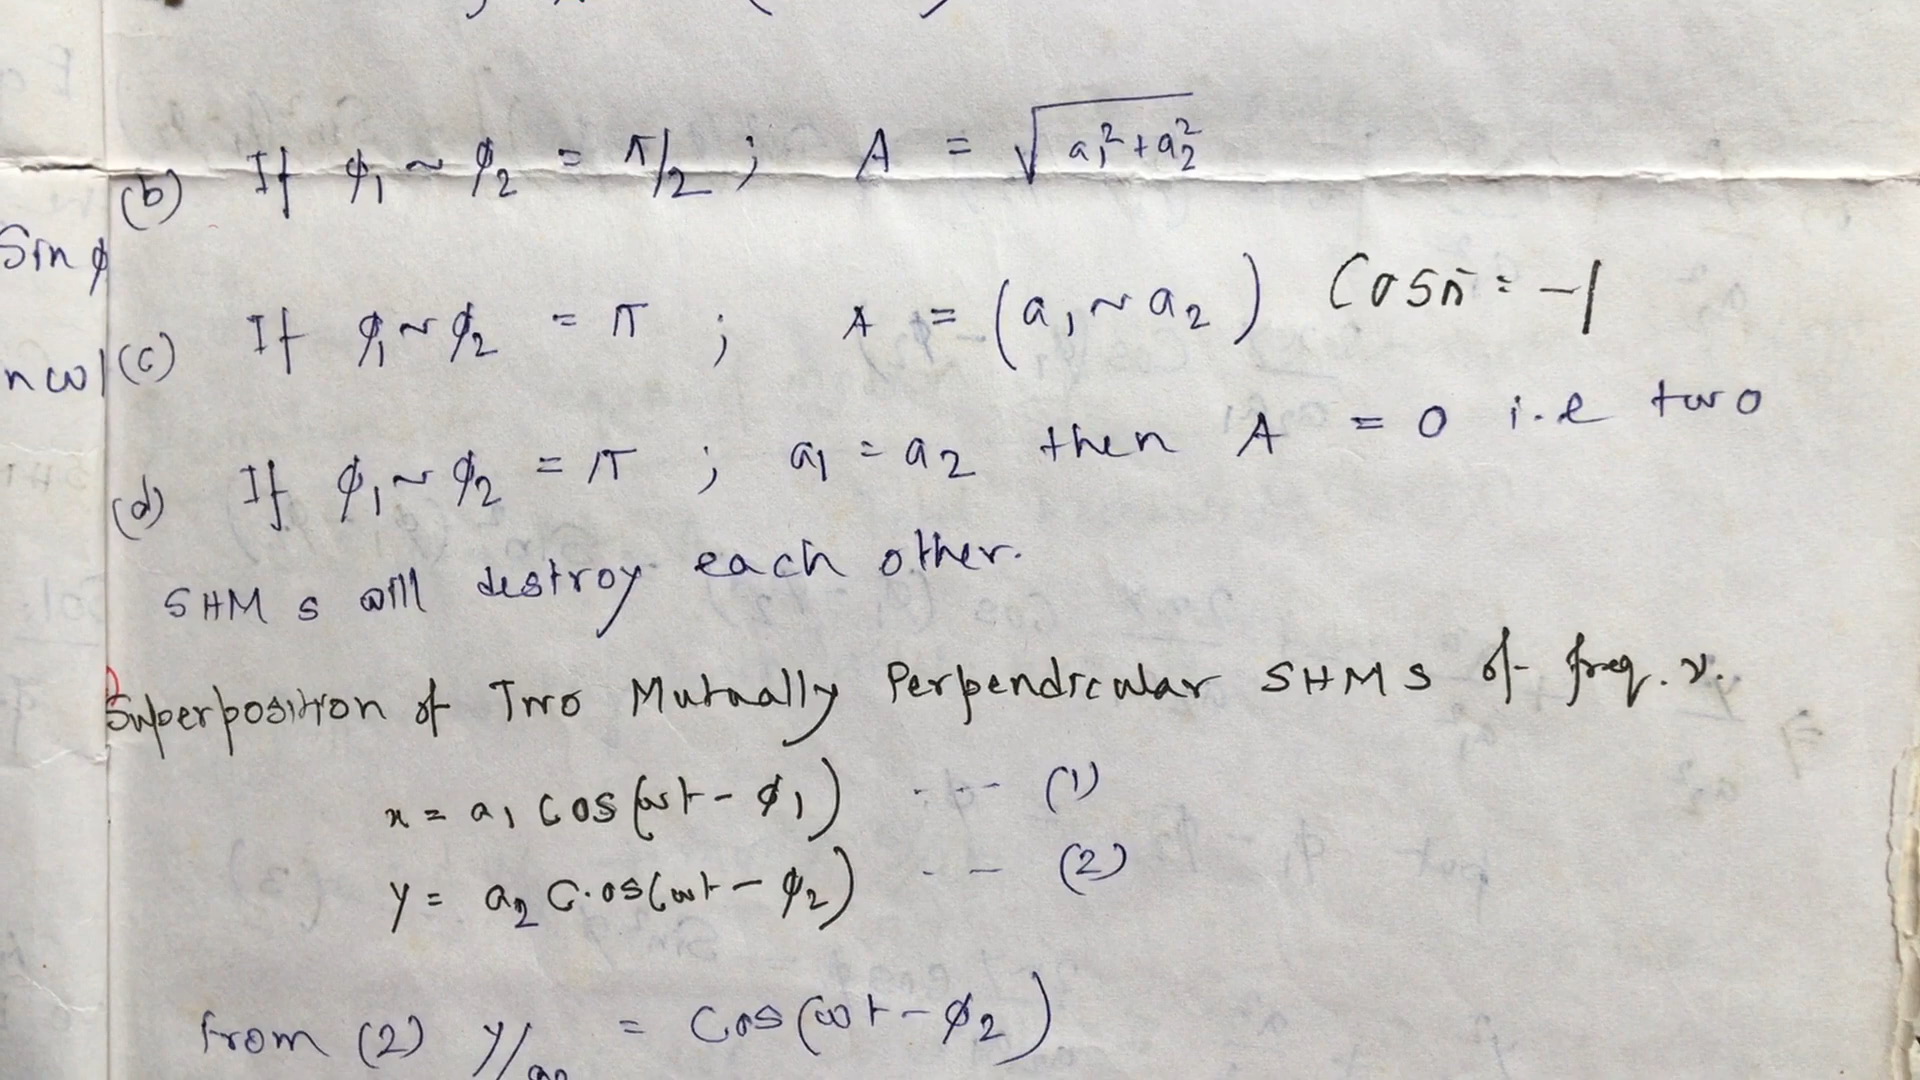 (b) If φ₁ ~ φ₂ = π/2 ; A = √(a₁² + a₂²)
Sin φ
(c) If φ₁ ~ φ₂ = π ; A = (a₁ ~ a₂) Cos π = -1
(d) If φ₁ ~ φ₂ = π ; a₁ = a₂ then A = 0 i.e two
SHM s will destroy each other.
Superposition of Two Mutually Perpendicular SHM s of freq. ν.
x = a₁ cos(ωt - φ₁) --- (1)
y = a₂ C.os(ωt - φ₂) -- (2)
from (2) y/a₂ = Cos(ωt - φ₂)